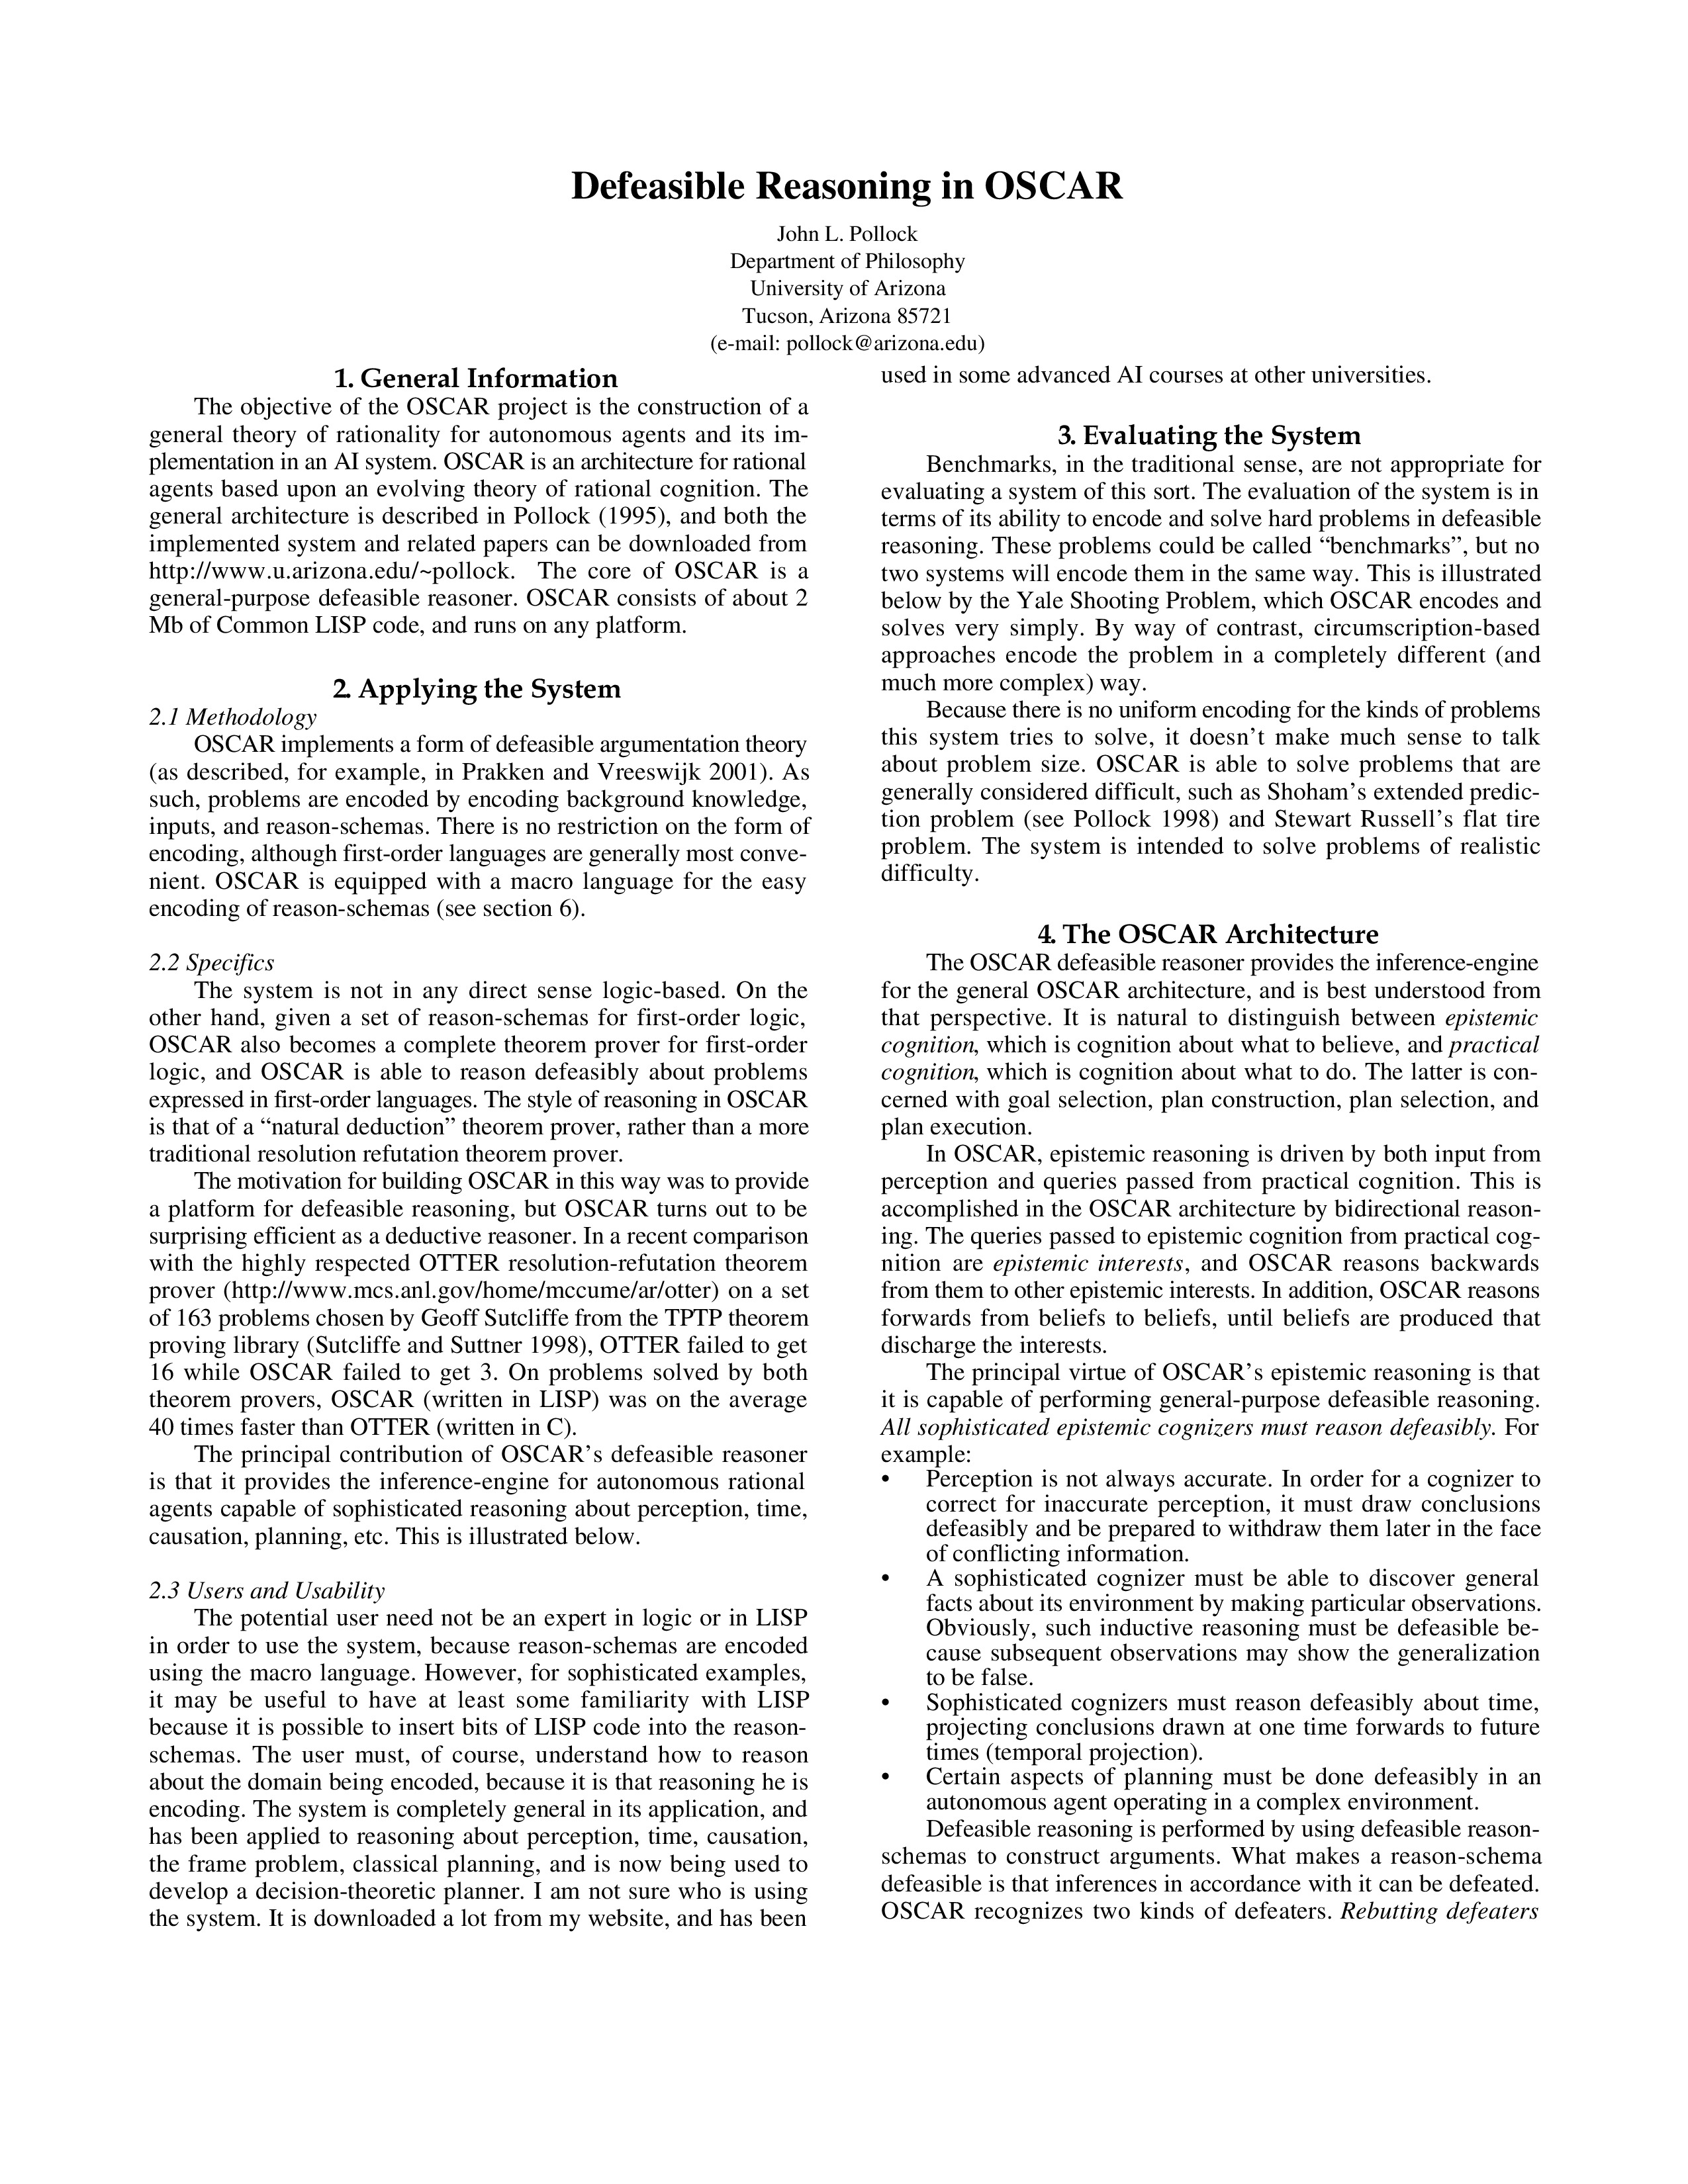 Defeasible Reasoning in OSCAR
John L. Pollock
Department of Philosophy
University of Arizona
Tucson, Arizona 85721
(e-mail: pollock@arizona.edu)
1. General Information
The objective of the OSCAR project is the construction of a
general theory of rationality for autonomous agents and its im-
plementation in an AI system. OSCAR is an architecture for rational
agents based upon an evolving theory of rational cognition. The
general architecture is described in Pollock (1995), and both the
implemented system and related papers can be downloaded from
http://www.u.arizona.edu/~pollock. The core of OSCAR is a
general-purpose defeasible reasoner. OSCAR consists of about 2
Mb of Common LISP code, and runs on any platform.
2. Applying the System
2.1 Methodology
OSCAR implements a form of defeasible argumentation theory
(as described, for example, in Prakken and Vreeswijk 2001). As
such, problems are encoded by encoding background knowledge,
inputs, and reason-schemas. There is no restriction on the form of
encoding, although first-order languages are generally most conve-
nient. OSCAR is equipped with a macro language for the easy
encoding of reason-schemas (see section 6).
2.2 Specifics
The system is not in any direct sense logic-based. On the
other hand, given a set of reason-schemas for first-order logic,
OSCAR also becomes a complete theorem prover for first-order
logic, and OSCAR is able to reason defeasibly about problems
expressed in first-order languages. The style of reasoning in OSCAR
is that of a “natural deduction” theorem prover, rather than a more
traditional resolution refutation theorem prover.
The motivation for building OSCAR in this way was to provide
a platform for defeasible reasoning, but OSCAR turns out to be
surprising efficient as a deductive reasoner. In a recent comparison
with the highly respected OTTER resolution-refutation theorem
prover (http://www.mcs.anl.gov/home/mccume/ar/otter) on a set
of 163 problems chosen by Geoff Sutcliffe from the TPTP theorem
proving library (Sutcliffe and Suttner 1998), OTTER failed to get
16 while OSCAR failed to get 3. On problems solved by both
theorem provers, OSCAR (written in LISP) was on the average
40 times faster than OTTER (written in C).
The principal contribution of OSCAR’s defeasible reasoner
is that it provides the inference-engine for autonomous rational
agents capable of sophisticated reasoning about perception, time,
causation, planning, etc. This is illustrated below.
2.3 Users and Usability
The potential user need not be an expert in logic or in LISP
in order to use the system, because reason-schemas are encoded
using the macro language. However, for sophisticated examples,
it may be useful to have at least some familiarity with LISP
because it is possible to insert bits of LISP code into the reason-
schemas. The user must, of course, understand how to reason
about the domain being encoded, because it is that reasoning he is
encoding. The system is completely general in its application, and
has been applied to reasoning about perception, time, causation,
the frame problem, classical planning, and is now being used to
develop a decision-theoretic planner. I am not sure who is using
the system. It is downloaded a lot from my website, and has been
used in some advanced AI courses at other universities.
3. Evaluating the System
Benchmarks, in the traditional sense, are not appropriate for
evaluating a system of this sort. The evaluation of the system is in
terms of its ability to encode and solve hard problems in defeasible
reasoning. These problems could be called “benchmarks”, but no
two systems will encode them in the same way. This is illustrated
below by the Yale Shooting Problem, which OSCAR encodes and
solves very simply. By way of contrast, circumscription-based
approaches encode the problem in a completely different (and
much more complex) way.
Because there is no uniform encoding for the kinds of problems
this system tries to solve, it doesn’t make much sense to talk
about problem size. OSCAR is able to solve problems that are
generally considered difficult, such as Shoham’s extended predic-
tion problem (see Pollock 1998) and Stewart Russell’s flat tire
problem. The system is intended to solve problems of realistic
difficulty.
4. The OSCAR Architecture
The OSCAR defeasible reasoner provides the inference-engine
for the general OSCAR architecture, and is best understood from
that perspective. It is natural to distinguish between epistemic
cognition, which is cognition about what to believe, and practical
cognition, which is cognition about what to do. The latter is con-
cerned with goal selection, plan construction, plan selection, and
plan execution.
In OSCAR, epistemic reasoning is driven by both input from
perception and queries passed from practical cognition. This is
accomplished in the OSCAR architecture by bidirectional reason-
ing. The queries passed to epistemic cognition from practical cog-
nition are epistemic interests, and OSCAR reasons backwards
from them to other epistemic interests. In addition, OSCAR reasons
forwards from beliefs to beliefs, until beliefs are produced that
discharge the interests.
The principal virtue of OSCAR’s epistemic reasoning is that
it is capable of performing general-purpose defeasible reasoning.
All sophisticated epistemic cognizers must reason defeasibly. For
example:
• Perception is not always accurate. In order for a cognizer to
correct for inaccurate perception, it must draw conclusions
defeasibly and be prepared to withdraw them later in the face
of conflicting information.
• A sophisticated cognizer must be able to discover general
facts about its environment by making particular observations.
Obviously, such inductive reasoning must be defeasible be-
cause subsequent observations may show the generalization
to be false.
• Sophisticated cognizers must reason defeasibly about time,
projecting conclusions drawn at one time forwards to future
times (temporal projection).
• Certain aspects of planning must be done defeasibly in an
autonomous agent operating in a complex environment.
Defeasible reasoning is performed by using defeasible reason-
schemas to construct arguments. What makes a reason-schema
defeasible is that inferences in accordance with it can be defeated.
OSCAR recognizes two kinds of defeaters. Rebutting defeaters